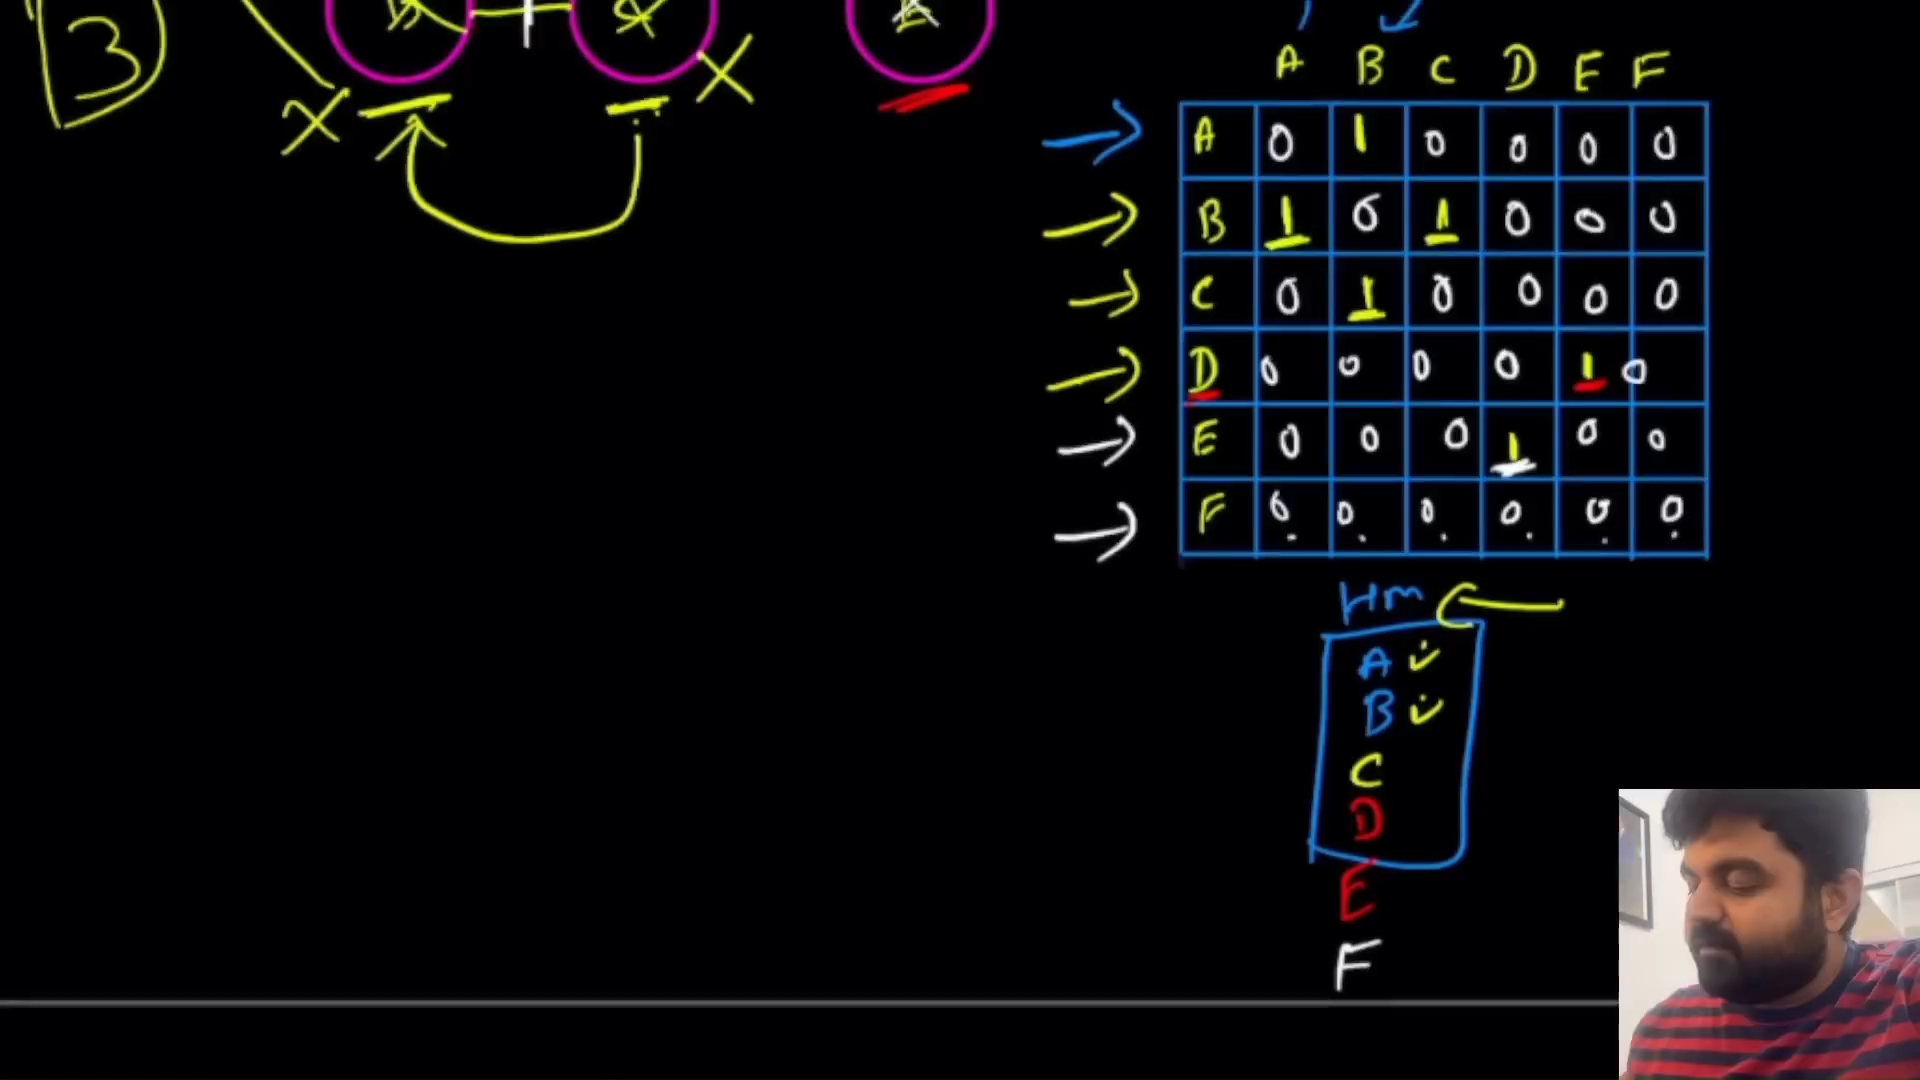 3
X X
A B C D E F
A 0 1 0 0 0 0
B 1 0 1 0 0 0
C 0 1 0 0 0 0
D 0 0 0 0 1 0
E 0 0 0 1 0 0
F 0 0 0 0 0 0
Hm
A ✓
B ✓
C
D
E
F